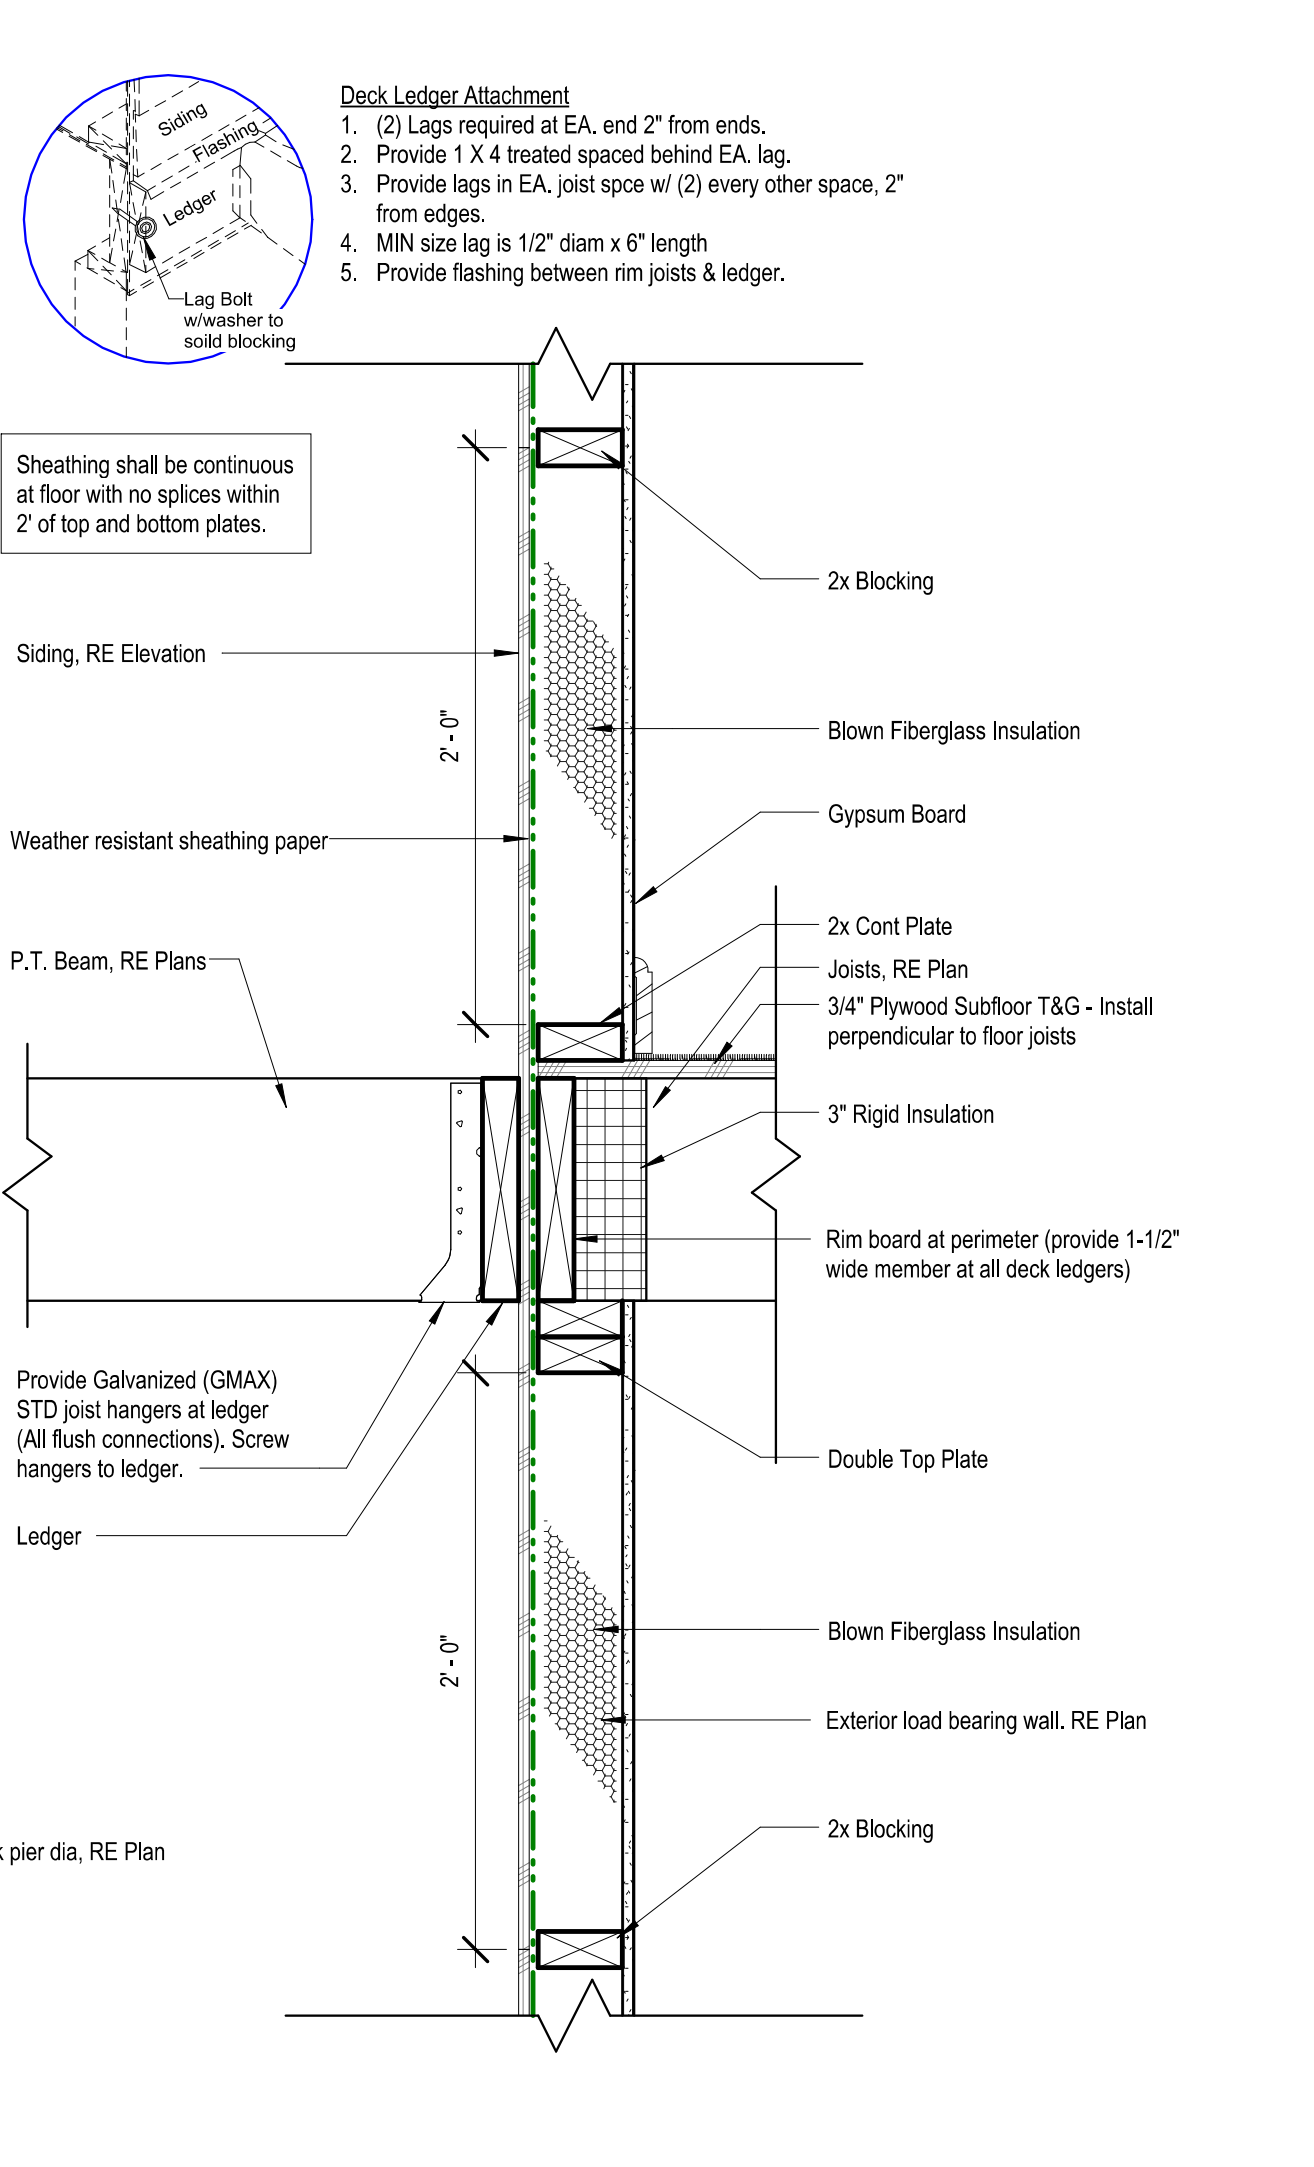 Deck Ledger Attachment
1. (2) Lags required at EA. end 2" from ends.
2. Provide 1 X 4 treated spaced behind EA. lag.
3. Provide lags in EA. joist spce w/ (2) every other space, 2"
from edges.
4. MIN size lag is 1/2" diam x 6" length
5. Provide flashing between rim joists & ledger.
Siding
Flashing
Ledger
Lag Bolt
w/washer to
soild blocking
Sheathing shall be continuous
at floor with no splices within
2' of top and bottom plates.
2x Blocking
Siding, RE Elevation
2' - 0"
Blown Fiberglass Insulation
Gypsum Board
Weather resistant sheathing paper
2x Cont Plate
P.T. Beam, RE Plans
Joists, RE Plan
3/4" Plywood Subfloor T&G - Install
perpendicular to floor joists
3" Rigid Insulation
Rim board at perimeter (provide 1-1/2"
wide member at all deck ledgers)
Provide Galvanized (GMAX)
STD joist hangers at ledger
(All flush connections). Screw
hangers to ledger.
Double Top Plate
Ledger
2' - 0"
Blown Fiberglass Insulation
Exterior load bearing wall. RE Plan
2x Blocking
pier dia, RE Plan